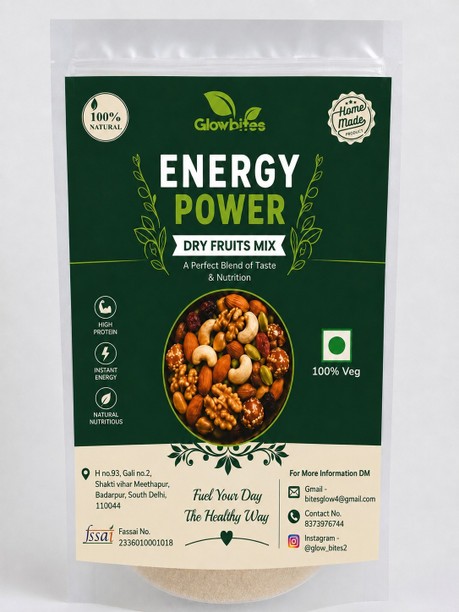 100%
NATURAL
Glowbites
Home
Made
PRODUCT
ENERGY
POWER
DRY FRUITS MIX
A Perfect Blend of Taste
& Nutrition
HIGH
PROTEIN
INSTANT
ENERGY
NATURAL
NUTRITIOUS
100% Veg
H no.93, Gali no.2,
Shakti vihar Meethapur,
Badarpur, South Delhi,
110044
fssai
Fassai No.
2336010001018
Fuel Your Day
The Healthy Way
For More Information DM
Gmail -
bitesglow4@gmail.com
Contact No.
8373976744
Instagram -
@glow_bites2